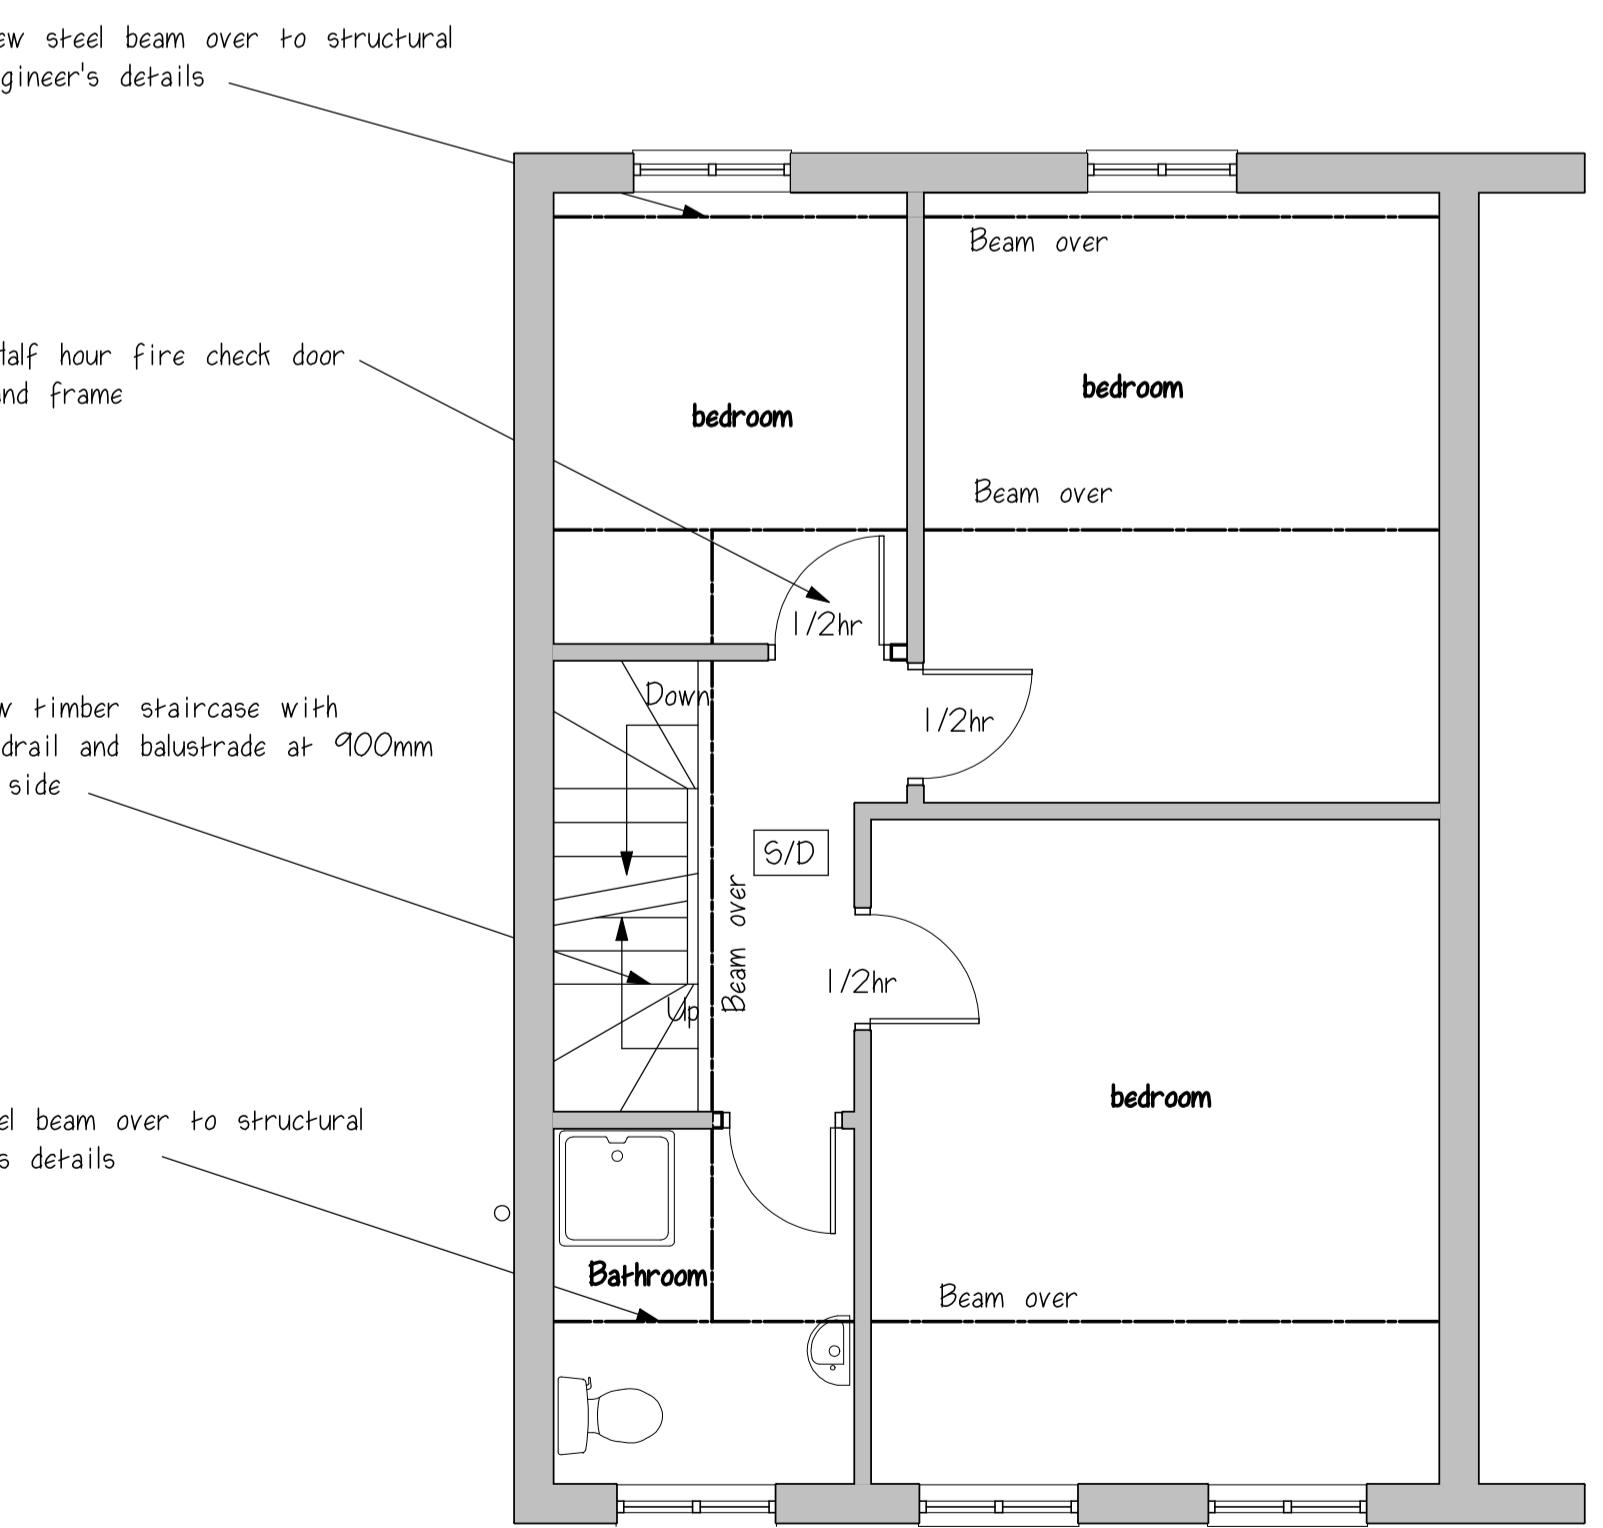 ew steel beam over to structural
gineer's details
Beam over
Half hour fire check door
nd frame
bedroom
bedroom
Beam over
1/2hr
Down
1/2hr
w timber staircase with
drail and balustrade at 900mm
side
S/D
Beam over
1/2hr
Up
bedroom
el beam over to structural
s details
Bathroom
Beam over